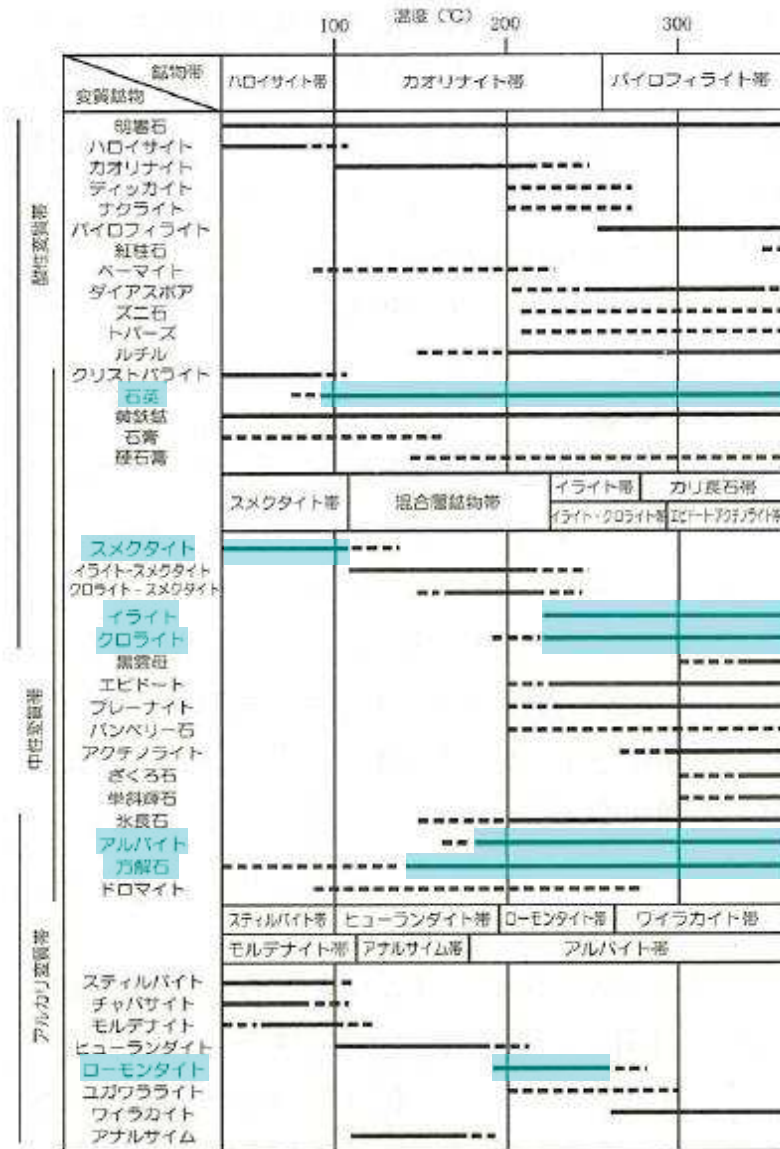 温度 (℃)
100 200 300
鉱物帯
変質鉱物
ハロイサイト帯 カオリナイト帯 パイロフィライト帯
酸性変質帯
明礬石
ハロイサイト
カオリナイト
ディッカイト
ナクライト
パイロフィライト
紅柱石
ベーマイト
ダイアスポア
ズニ石
トパーズ
ルチル
クリストバライト
石英
黄鉄鉱
石膏
硬石膏
スメクタイト帯 混合層鉱物帯 イライト帯 カリ長石帯
イライト・クロライト帯 エピドートアクチノライト帯
中性変質帯
スメクタイト
イライト-スメクタイト
クロライト-スメクタイト
イライト
クロライト
黒雲母
エピドート
プレーナイト
パンペリー石
アクチノライト
ざくろ石
単斜輝石
氷長石
アルバイト
方解石
ドロマイト
スティルバイト帯 ヒューランダイト帯 ローモンタイト帯 ワイラカイト帯
モルデナイト帯 アナルサイム帯 アルバイト帯
アルカリ変質帯
スティルバイト
チャバサイト
モルデナイト
ヒューランダイト
ローモンタイト
ユガワラライト
ワイラカイト
アナルサイム